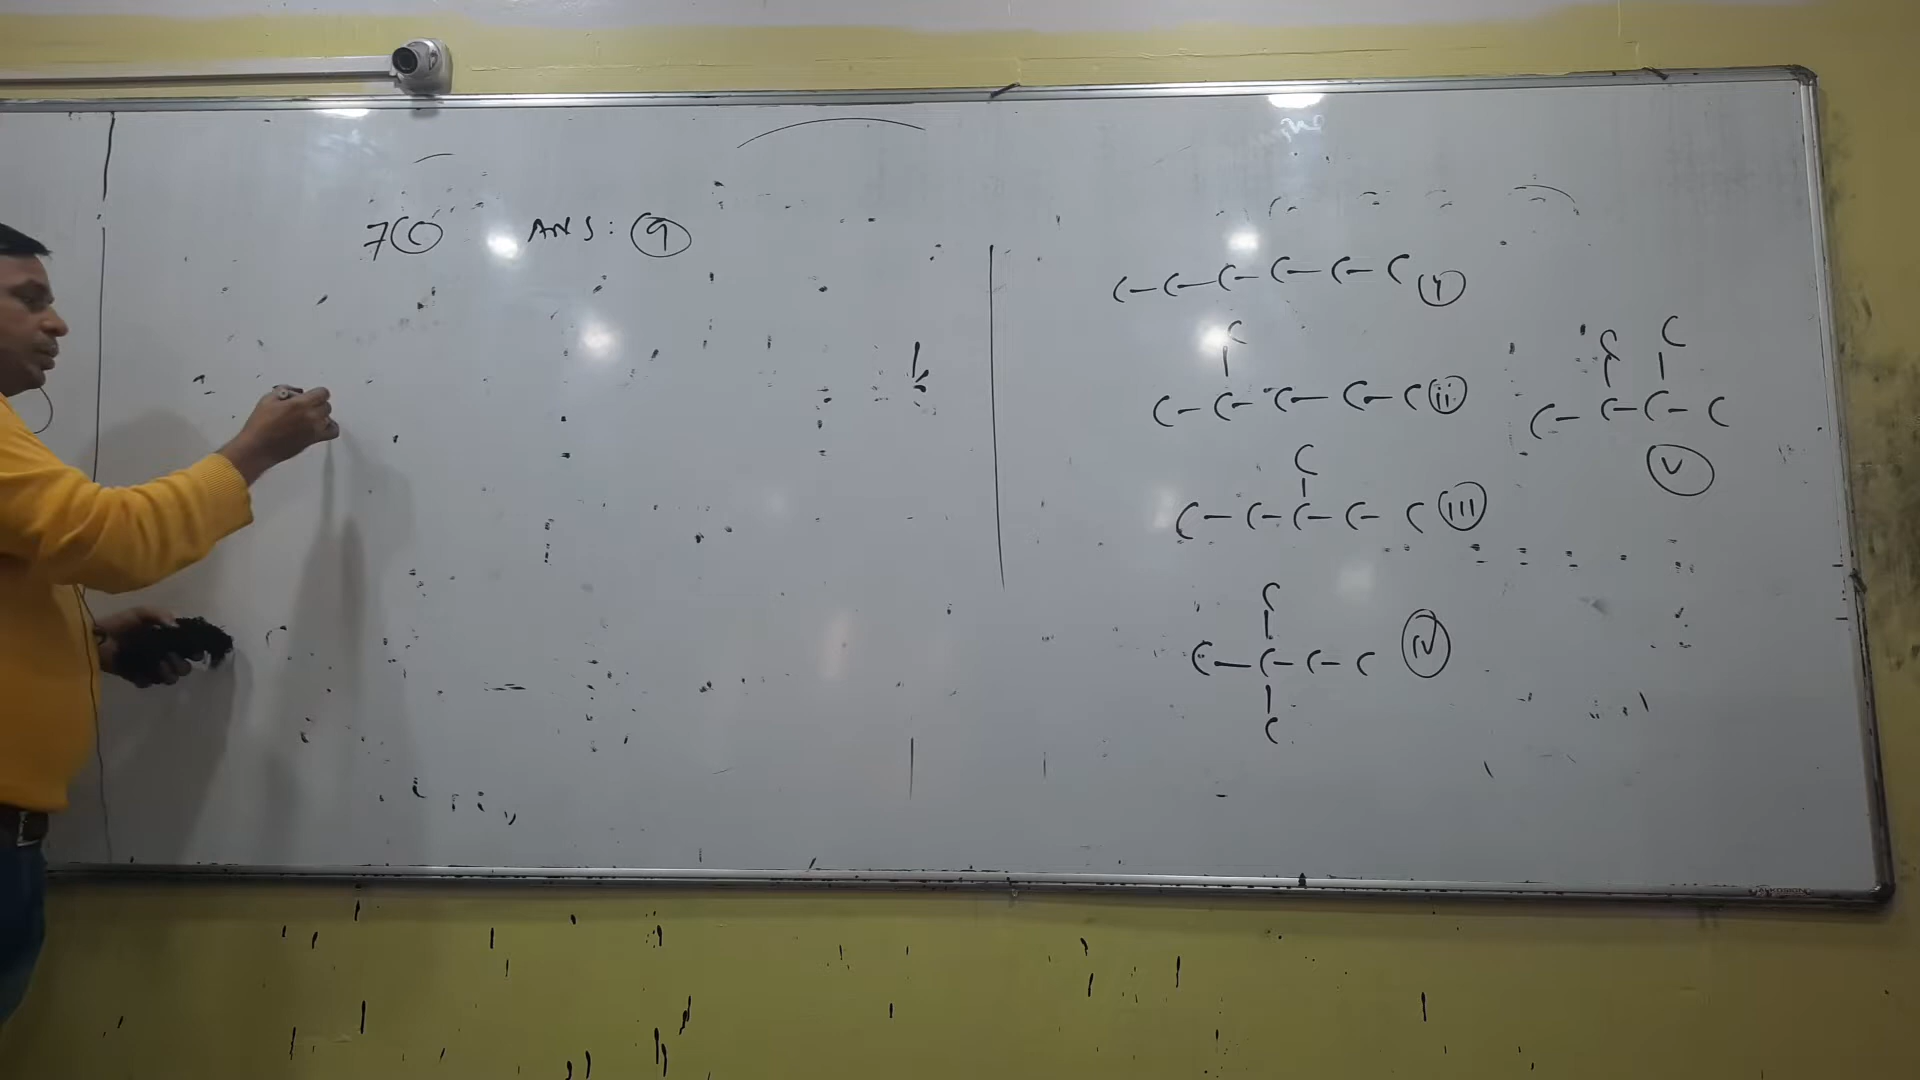 7C ANS: 9
C-C-C-C-C-C i
C
C-C-C-C-C ii
C
C-C-C-C-C iii
C
C-C-C-C iv
C
C C
C-C-C-C
v